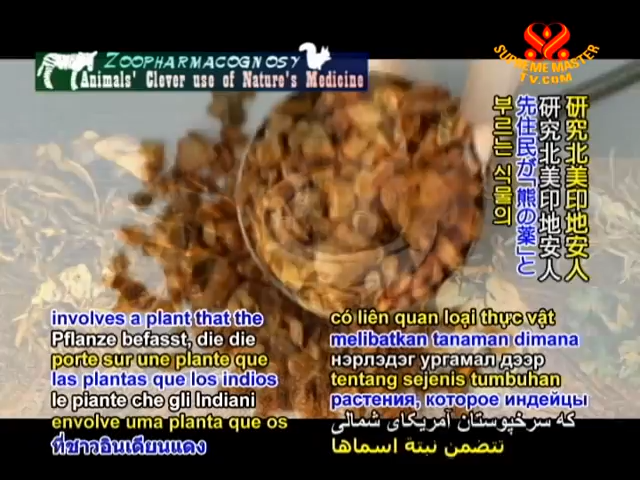 ZOOPHARMACOGNOSY
Animals' Clever use of Nature's Medicine
SUPREME MASTER
TV.COM
研究北美印地安人
研究北美印地安人
先住民が「熊の薬」と
부르는 식물의
involves a plant that the
Pflanze befasst, die die
porte sur une plante que
las plantas que los indios
le piante che gli Indiani
envolve uma planta que os
ที่ชาวอินเดียนแดง
có liên quan loại thực vật
melibatkan tanaman dimana
нэрлэдэг ургамал дээр
tentang sejenis tumbuhan
растения, которое индейцы
که سرخپوستان آمریکای شمالی
تتضمن نبتة اسماها